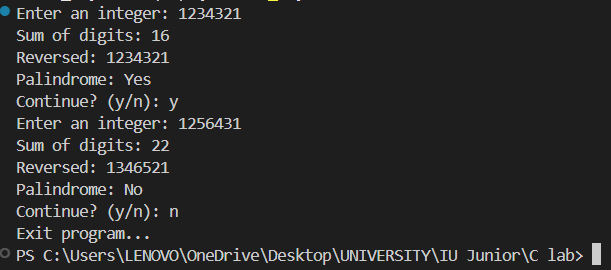 Enter an integer: 1234321
Sum of digits: 16
Reversed: 1234321
Palindrome: Yes
Continue? (y/n): y
Enter an integer: 1256431
Sum of digits: 22
Reversed: 1346521
Palindrome: No
Continue? (y/n): n
Exit program...
PS C:\Users\LENOVO\OneDrive\Desktop\UNIVERSITY\IU Junior\C lab>